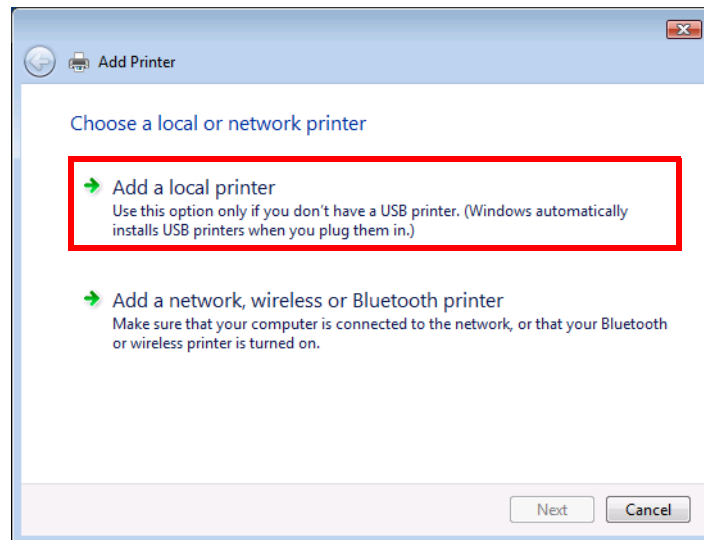 Add Printer
Choose a local or network printer
Add a local printer
Use this option only if you don't have a USB printer. (Windows automatically
installs USB printers when you plug them in.)
Add a network, wireless or Bluetooth printer
Make sure that your computer is connected to the network, or that your Bluetooth
or wireless printer is turned on.
Next
Cancel